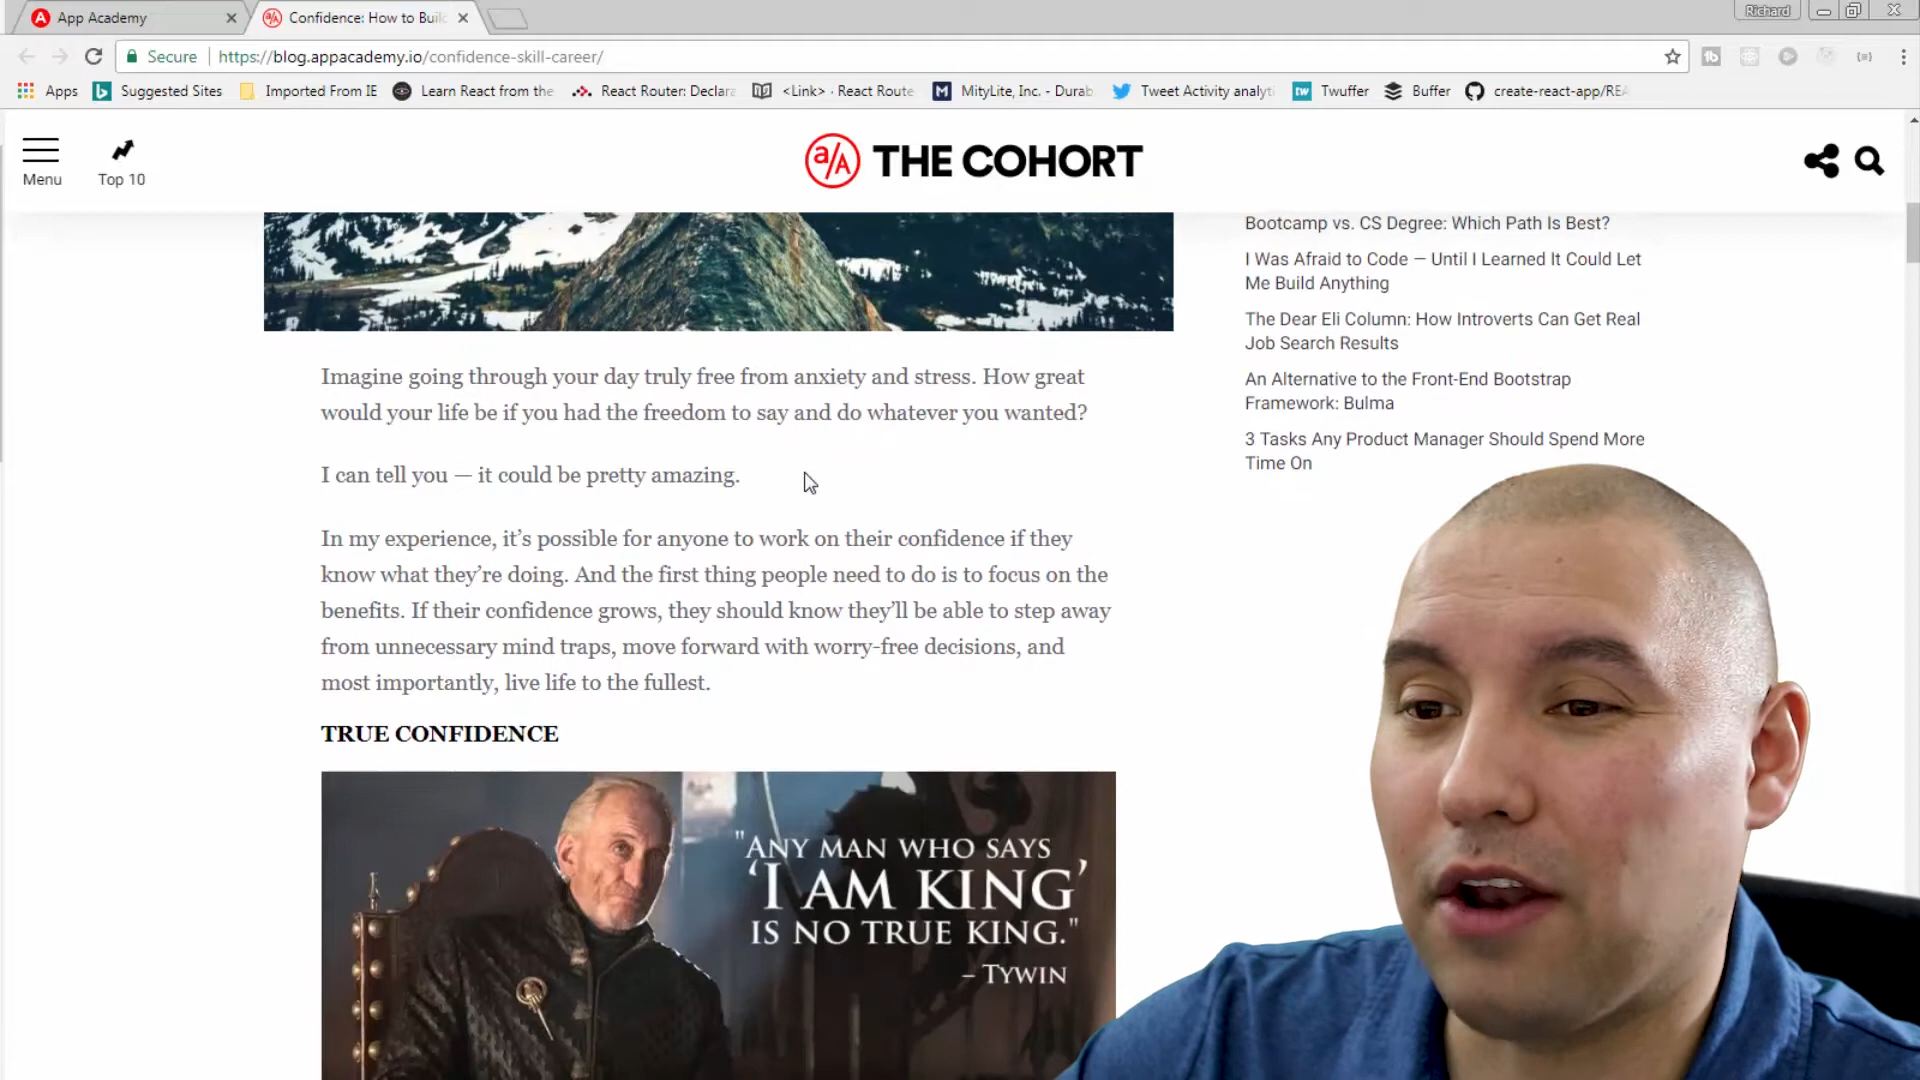 App Academy
Confidence: How to Buil
Richard
Secure
https://blog.appacademy.io/confidence-skill-career/
Apps
Suggested Sites
Imported From IE
Learn React from the
React Router: Declara
<Link> · React Route
MityLite, Inc. - Durab
Tweet Activity analyt
Twuffer
Buffer
create-react-app/REA
Menu
Top 10
a/A THE COHORT
Imagine going through your day truly free from anxiety and stress. How great
would your life be if you had the freedom to say and do whatever you wanted?
I can tell you — it could be pretty amazing.
In my experience, it’s possible for anyone to work on their confidence if they
know what they’re doing. And the first thing people need to do is to focus on the
benefits. If their confidence grows, they should know they’ll be able to step away
from unnecessary mind traps, move forward with worry-free decisions, and
most importantly, live life to the fullest.
TRUE CONFIDENCE
"ANY MAN WHO SAYS
‘I AM KING’
IS NO TRUE KING."
– TYWIN
Bootcamp vs. CS Degree: Which Path Is Best?
I Was Afraid to Code — Until I Learned It Could Let
Me Build Anything
The Dear Eli Column: How Introverts Can Get Real
Job Search Results
An Alternative to the Front-End Bootstrap
Framework: Bulma
3 Tasks Any Product Manager Should Spend More
Time On